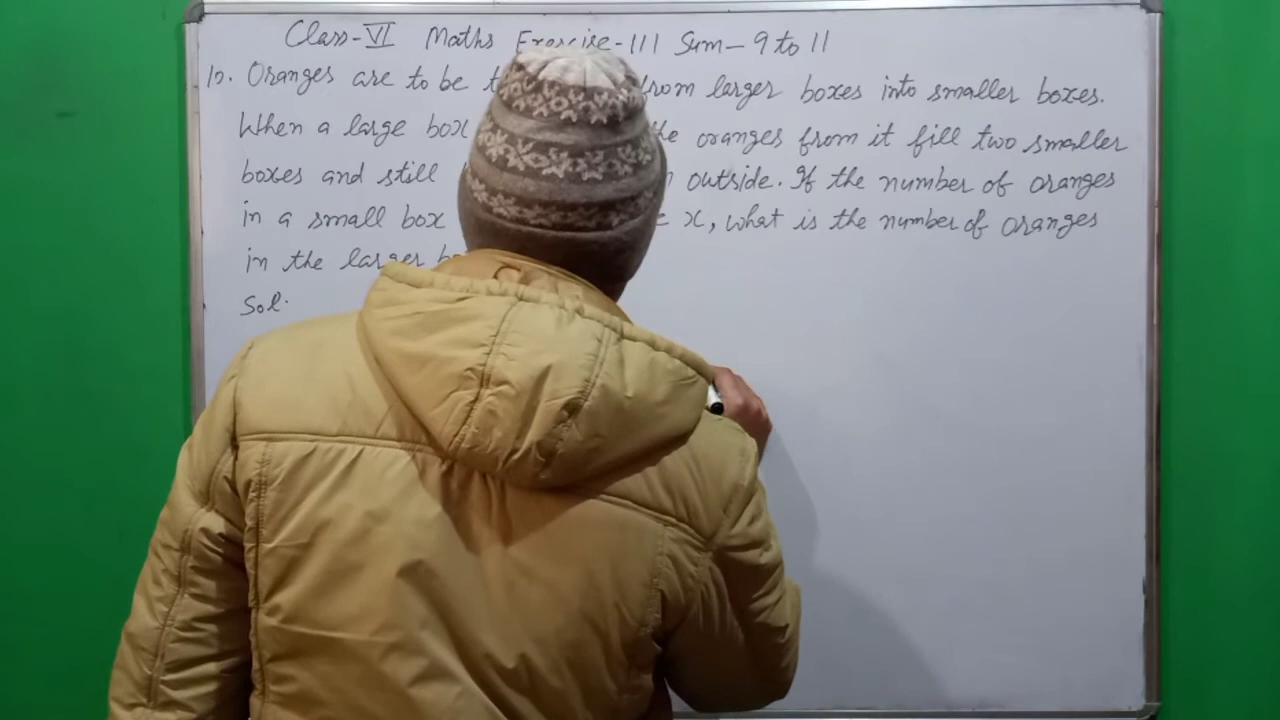 Class-VI Maths Exercise-111 Sum-9 to 11
10. Oranges are to be from larger boxes into smaller boxes.
When a large box oranges from it fill two smaller
boxes and still outside. If the number of oranges
in a small box x, what is the number of oranges
in the larger
Sol.